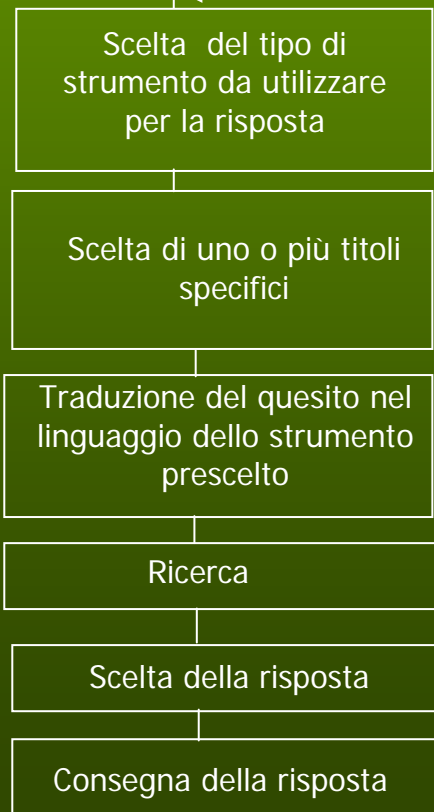 Scelta del tipo di
strumento da utilizzare
per la risposta
Scelta di uno o più titoli
specifici
Traduzione del quesito nel
linguaggio dello strumento
prescelto
Ricerca
Scelta della risposta
Consegna della risposta